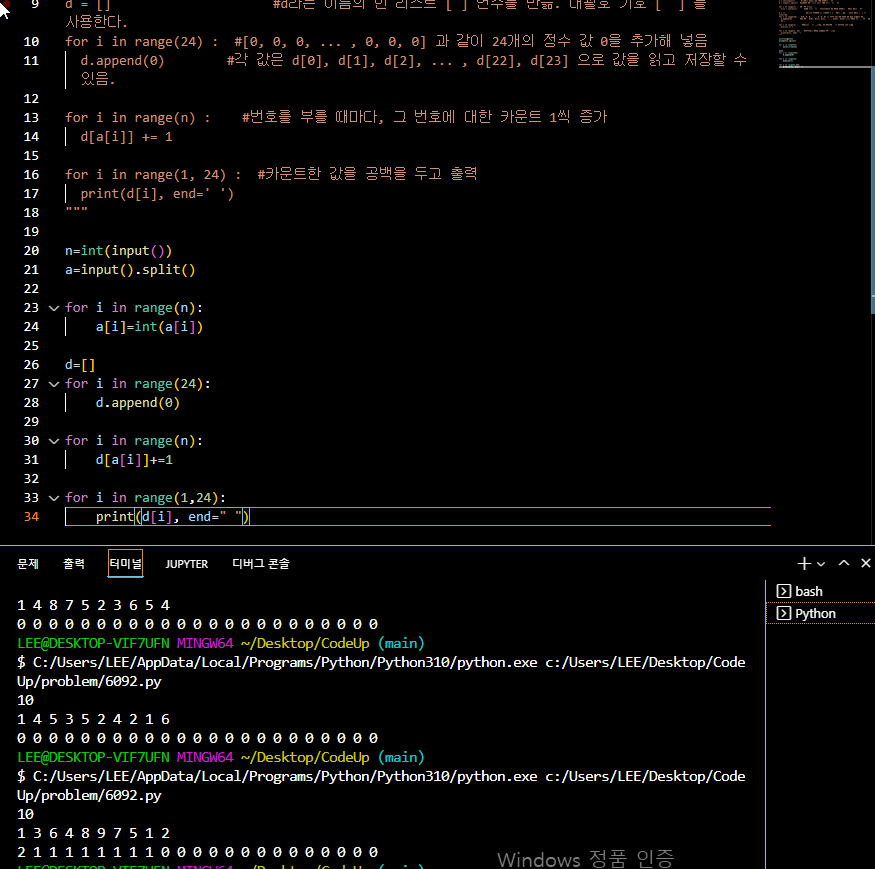 9 d = [] #d라는 이름의 빈 리스트 [ ] 변수를 만듦. 대괄호 기호 [ ] 를
사용한다.
10 for i in range(24) : #[0, 0, 0, ... , 0, 0, 0] 과 같이 24개의 정수 값 0을 추가해 넣음
11 d.append(0) #각 값은 d[0], d[1], d[2], ... , d[22], d[23] 으로 값을 읽고 저장할 수
있음.
12
13 for i in range(n) : #번호를 부를 때마다, 그 번호에 대한 카운트 1씩 증가
14 d[a[i]] += 1
15
16 for i in range(1, 24) : #카운트한 값을 공백을 두고 출력
17 print(d[i], end=' ')
18 """
19
20 n=int(input())
21 a=input().split()
22
23 for i in range(n):
24 a[i]=int(a[i])
25
26 d=[]
27 for i in range(24):
28 d.append(0)
29
30 for i in range(n):
31 d[a[i]]+=1
32
33 for i in range(1,24):
34 print(d[i], end=" ")
문제 출력 터미널 JUPYTER 디버그 콘솔
bash
Python
1 4 8 7 5 2 3 6 5 4
0 0 0 0 0 0 0 0 0 0 0 0 0 0 0 0 0 0 0 0 0 0 0
LEE@DESKTOP-VIF7UFN MINGW64 ~/Desktop/CodeUp (main)
$ C:/Users/LEE/AppData/Local/Programs/Python/Python310/python.exe c:/Users/LEE/Desktop/Code
Up/problem/6092.py
10
1 4 5 3 5 2 4 2 1 6
0 0 0 0 0 0 0 0 0 0 0 0 0 0 0 0 0 0 0 0 0 0 0
LEE@DESKTOP-VIF7UFN MINGW64 ~/Desktop/CodeUp (main)
$ C:/Users/LEE/AppData/Local/Programs/Python/Python310/python.exe c:/Users/LEE/Desktop/Code
Up/problem/6092.py
10
1 3 6 4 8 9 7 5 1 2
2 1 1 1 1 1 1 1 1 0 0 0 0 0 0 0 0 0 0 0 0 0 0
LEE@DESKTOP-VIF7UFN MINGW64 ~/Desktop/CodeUp (main)
Windows 정품 인증